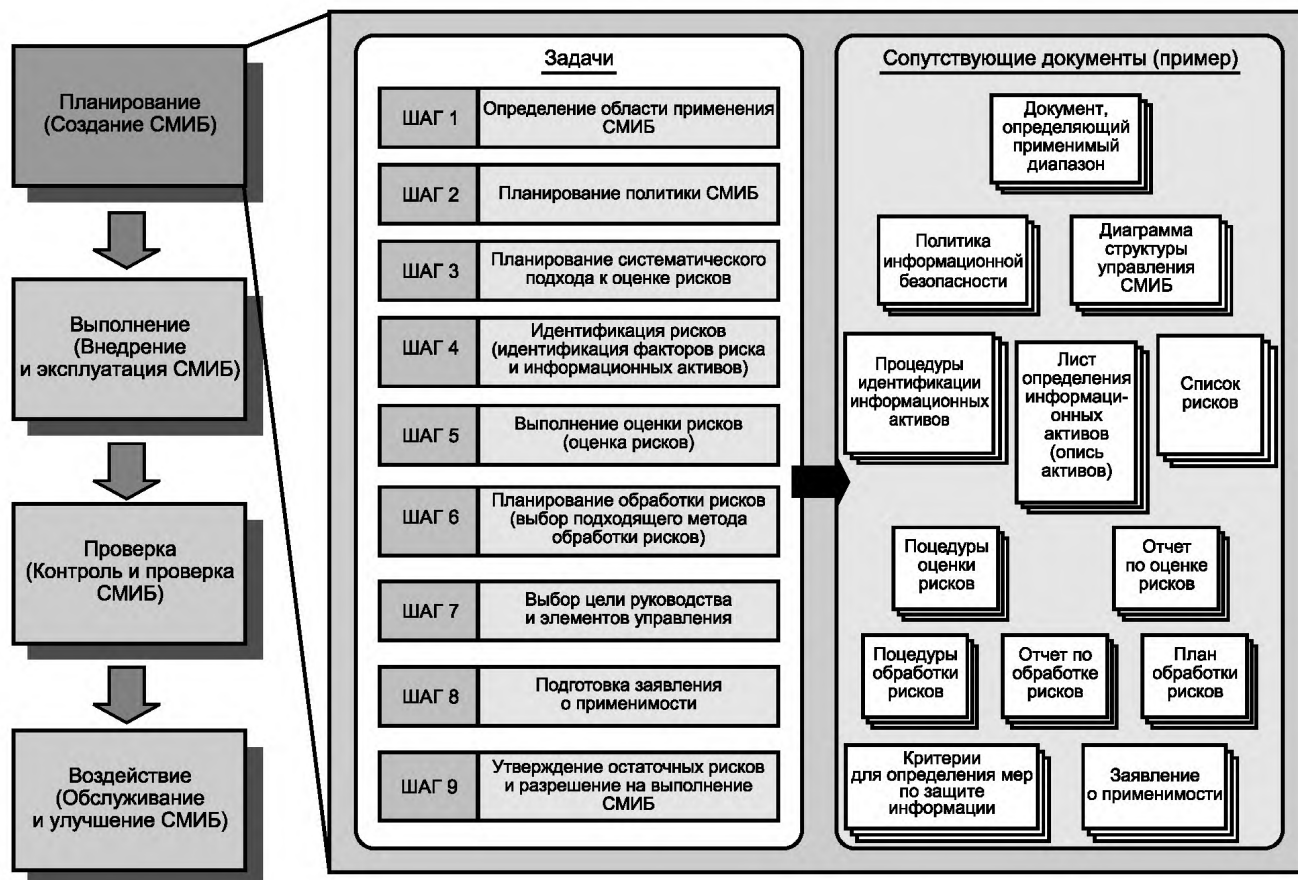 Планирование
(Создание СМИБ)
Выполнение
(Внедрение
и эксплуатация СМИБ)
Проверка
(Контроль и проверка
СМИБ)
Воздействие
(Обслуживание
и улучшение СМИБ)
Задачи
ШАГ 1
Определение области применения
СМИБ
ШАГ 2
Планирование политики СМИБ
ШАГ 3
Планирование систематического
подхода к оценке рисков
ШАГ 4
Идентификация рисков
(идентификация факторов риска
и информационных активов)
ШАГ 5
Выполнение оценки рисков
(оценка рисков)
ШАГ 6
Планирование обработки рисков
(выбор подходящего метода
обработки рисков)
ШАГ 7
Выбор цели руководства
и элементов управления
ШАГ 8
Подготовка заявления
о применимости
ШАГ 9
Утверждение остаточных рисков
и разрешение на выполнение
СМИБ
Сопутствующие документы (пример)
Документ,
определяющий
применимый
диапазон
Политика
информационной
безопасности
Диаграмма
структуры
управления
СМИБ
Процедуры
идентификации
информационных
активов
Лист
определения
информаци-
онных
активов
(опись
активов)
Список
рисков
Поцедуры
оценки
рисков
Отчет
по оценке
рисков
Поцедуры
обработки
рисков
Отчет по
обработке
рисков
План
обработки
рисков
Критерии
для определения мер
по защите
информации
Заявление
о применимости